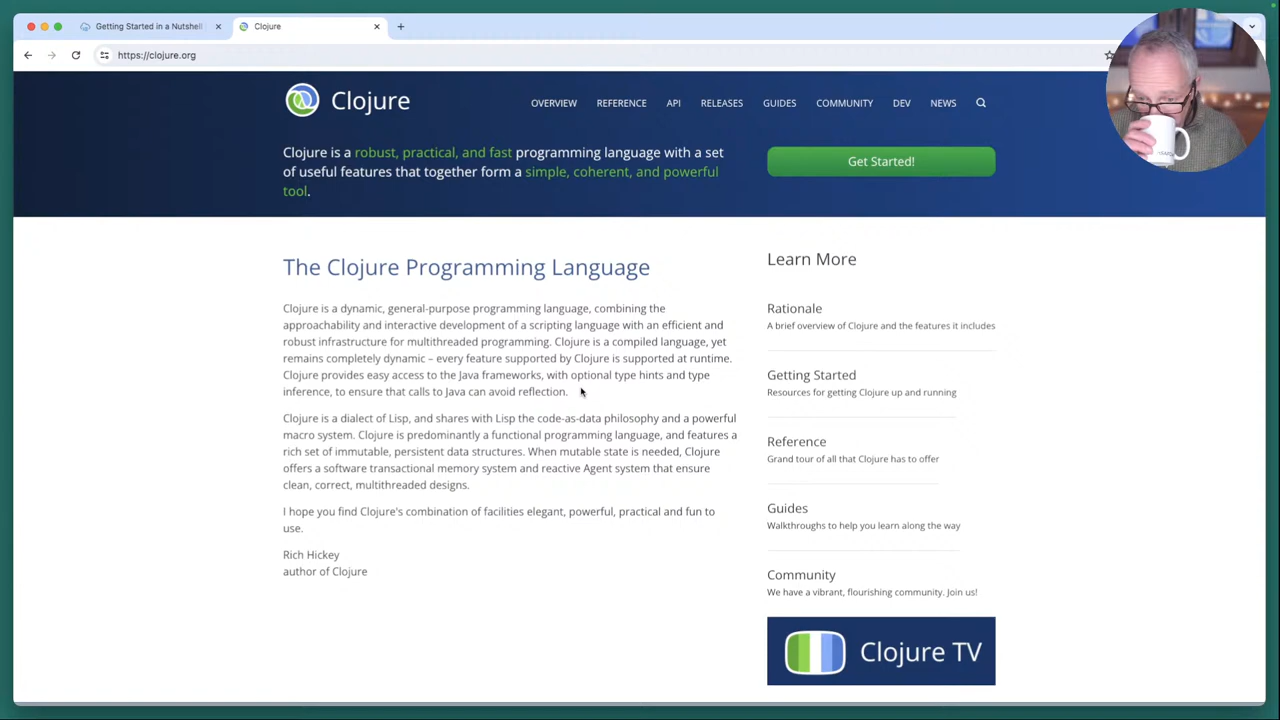 Getting Started in a Nutshell
Clojure
https://clojure.org
Clojure
OVERVIEW
REFERENCE
API
RELEASES
GUIDES
COMMUNITY
DEV
NEWS
Clojure is a robust, practical, and fast programming language with a set
of useful features that together form a simple, coherent, and powerful
tool.
Get Started!
The Clojure Programming Language
Clojure is a dynamic, general-purpose programming language, combining the
approachability and interactive development of a scripting language with an efficient and
robust infrastructure for multithreaded programming. Clojure is a compiled language, yet
remains completely dynamic – every feature supported by Clojure is supported at runtime.
Clojure provides easy access to the Java frameworks, with optional type hints and type
inference, to ensure that calls to Java can avoid reflection.
Clojure is a dialect of Lisp, and shares with Lisp the code-as-data philosophy and a powerful
macro system. Clojure is predominantly a functional programming language, and features a
rich set of immutable, persistent data structures. When mutable state is needed, Clojure
offers a software transactional memory system and reactive Agent system that ensure
clean, correct, multithreaded designs.
I hope you find Clojure's combination of facilities elegant, powerful, practical and fun to
use.
Rich Hickey
author of Clojure
Learn More
Rationale
A brief overview of Clojure and the features it includes
Getting Started
Resources for getting Clojure up and running
Reference
Grand tour of all that Clojure has to offer
Guides
Walkthroughs to help you learn along the way
Community
We have a vibrant, flourishing community. Join us!
Clojure TV